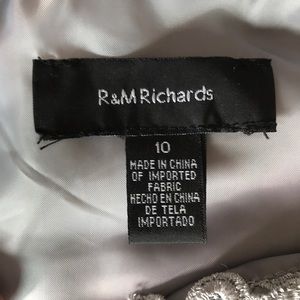 R&M Richards
10
MADE IN CHINA
OF IMPORTED
FABRIC
HECHO EN CHINA
DE TELA
IMPORTADO